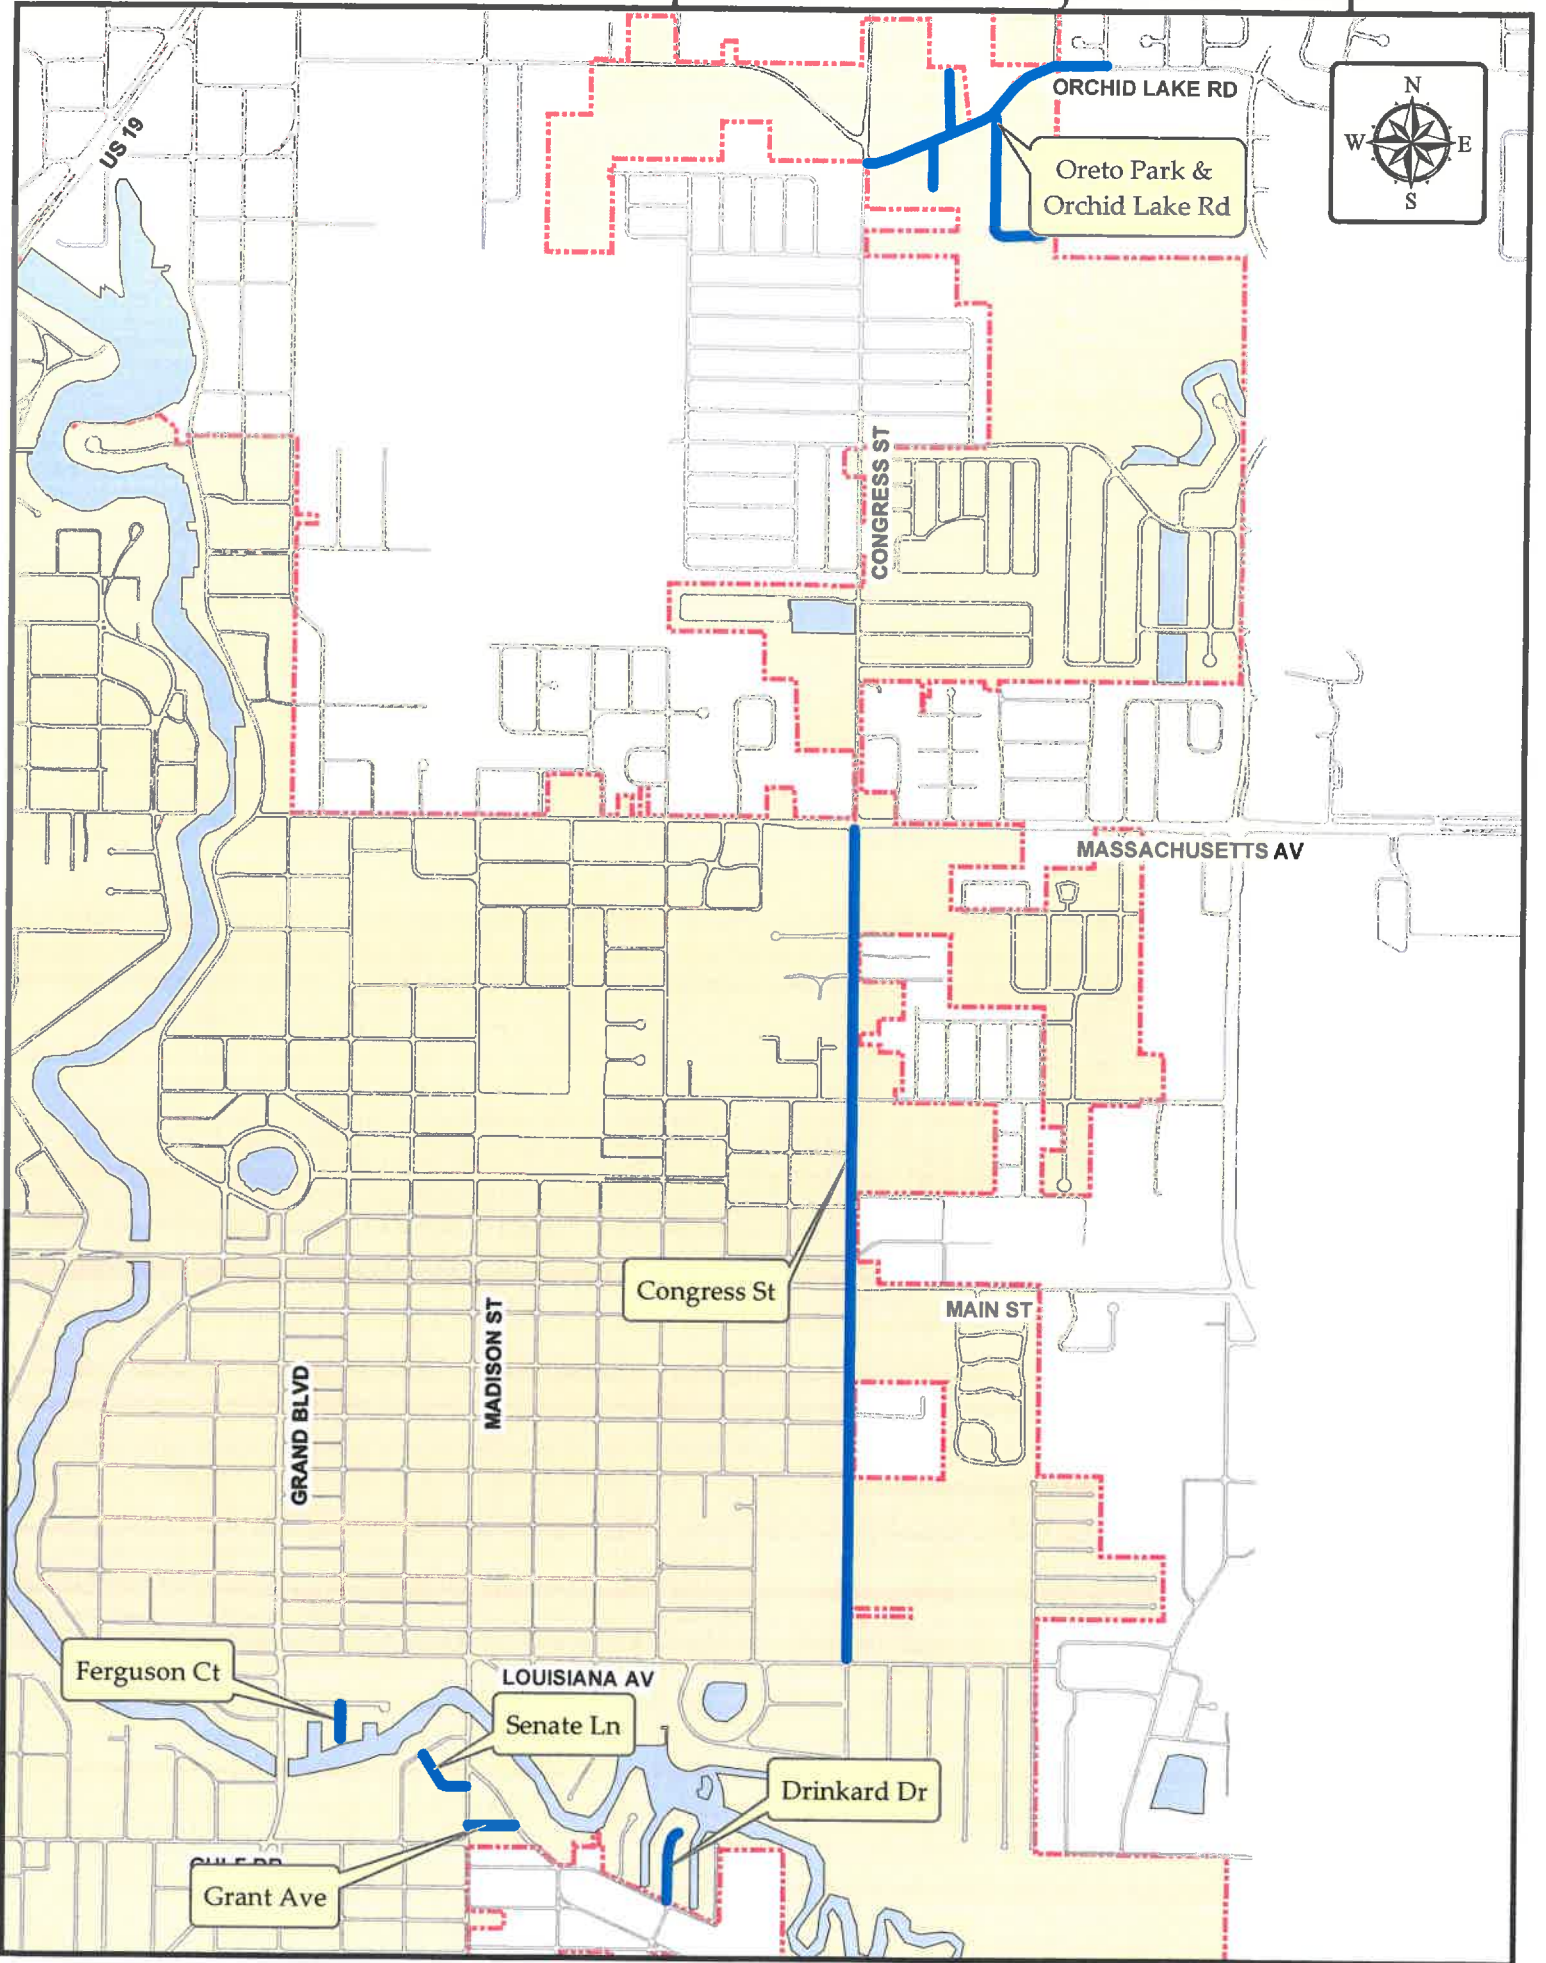 ORCHID LAKE RD
N
W E
S
US 19
Oreto Park &
Orchid Lake Rd
CONGRESS ST
MASSACHUSETTS AV
Congress St
MAIN ST
MADISON ST
GRAND BLVD
Ferguson Ct
LOUISIANA AV
Senate Ln
Drinkard Dr
Grant Ave